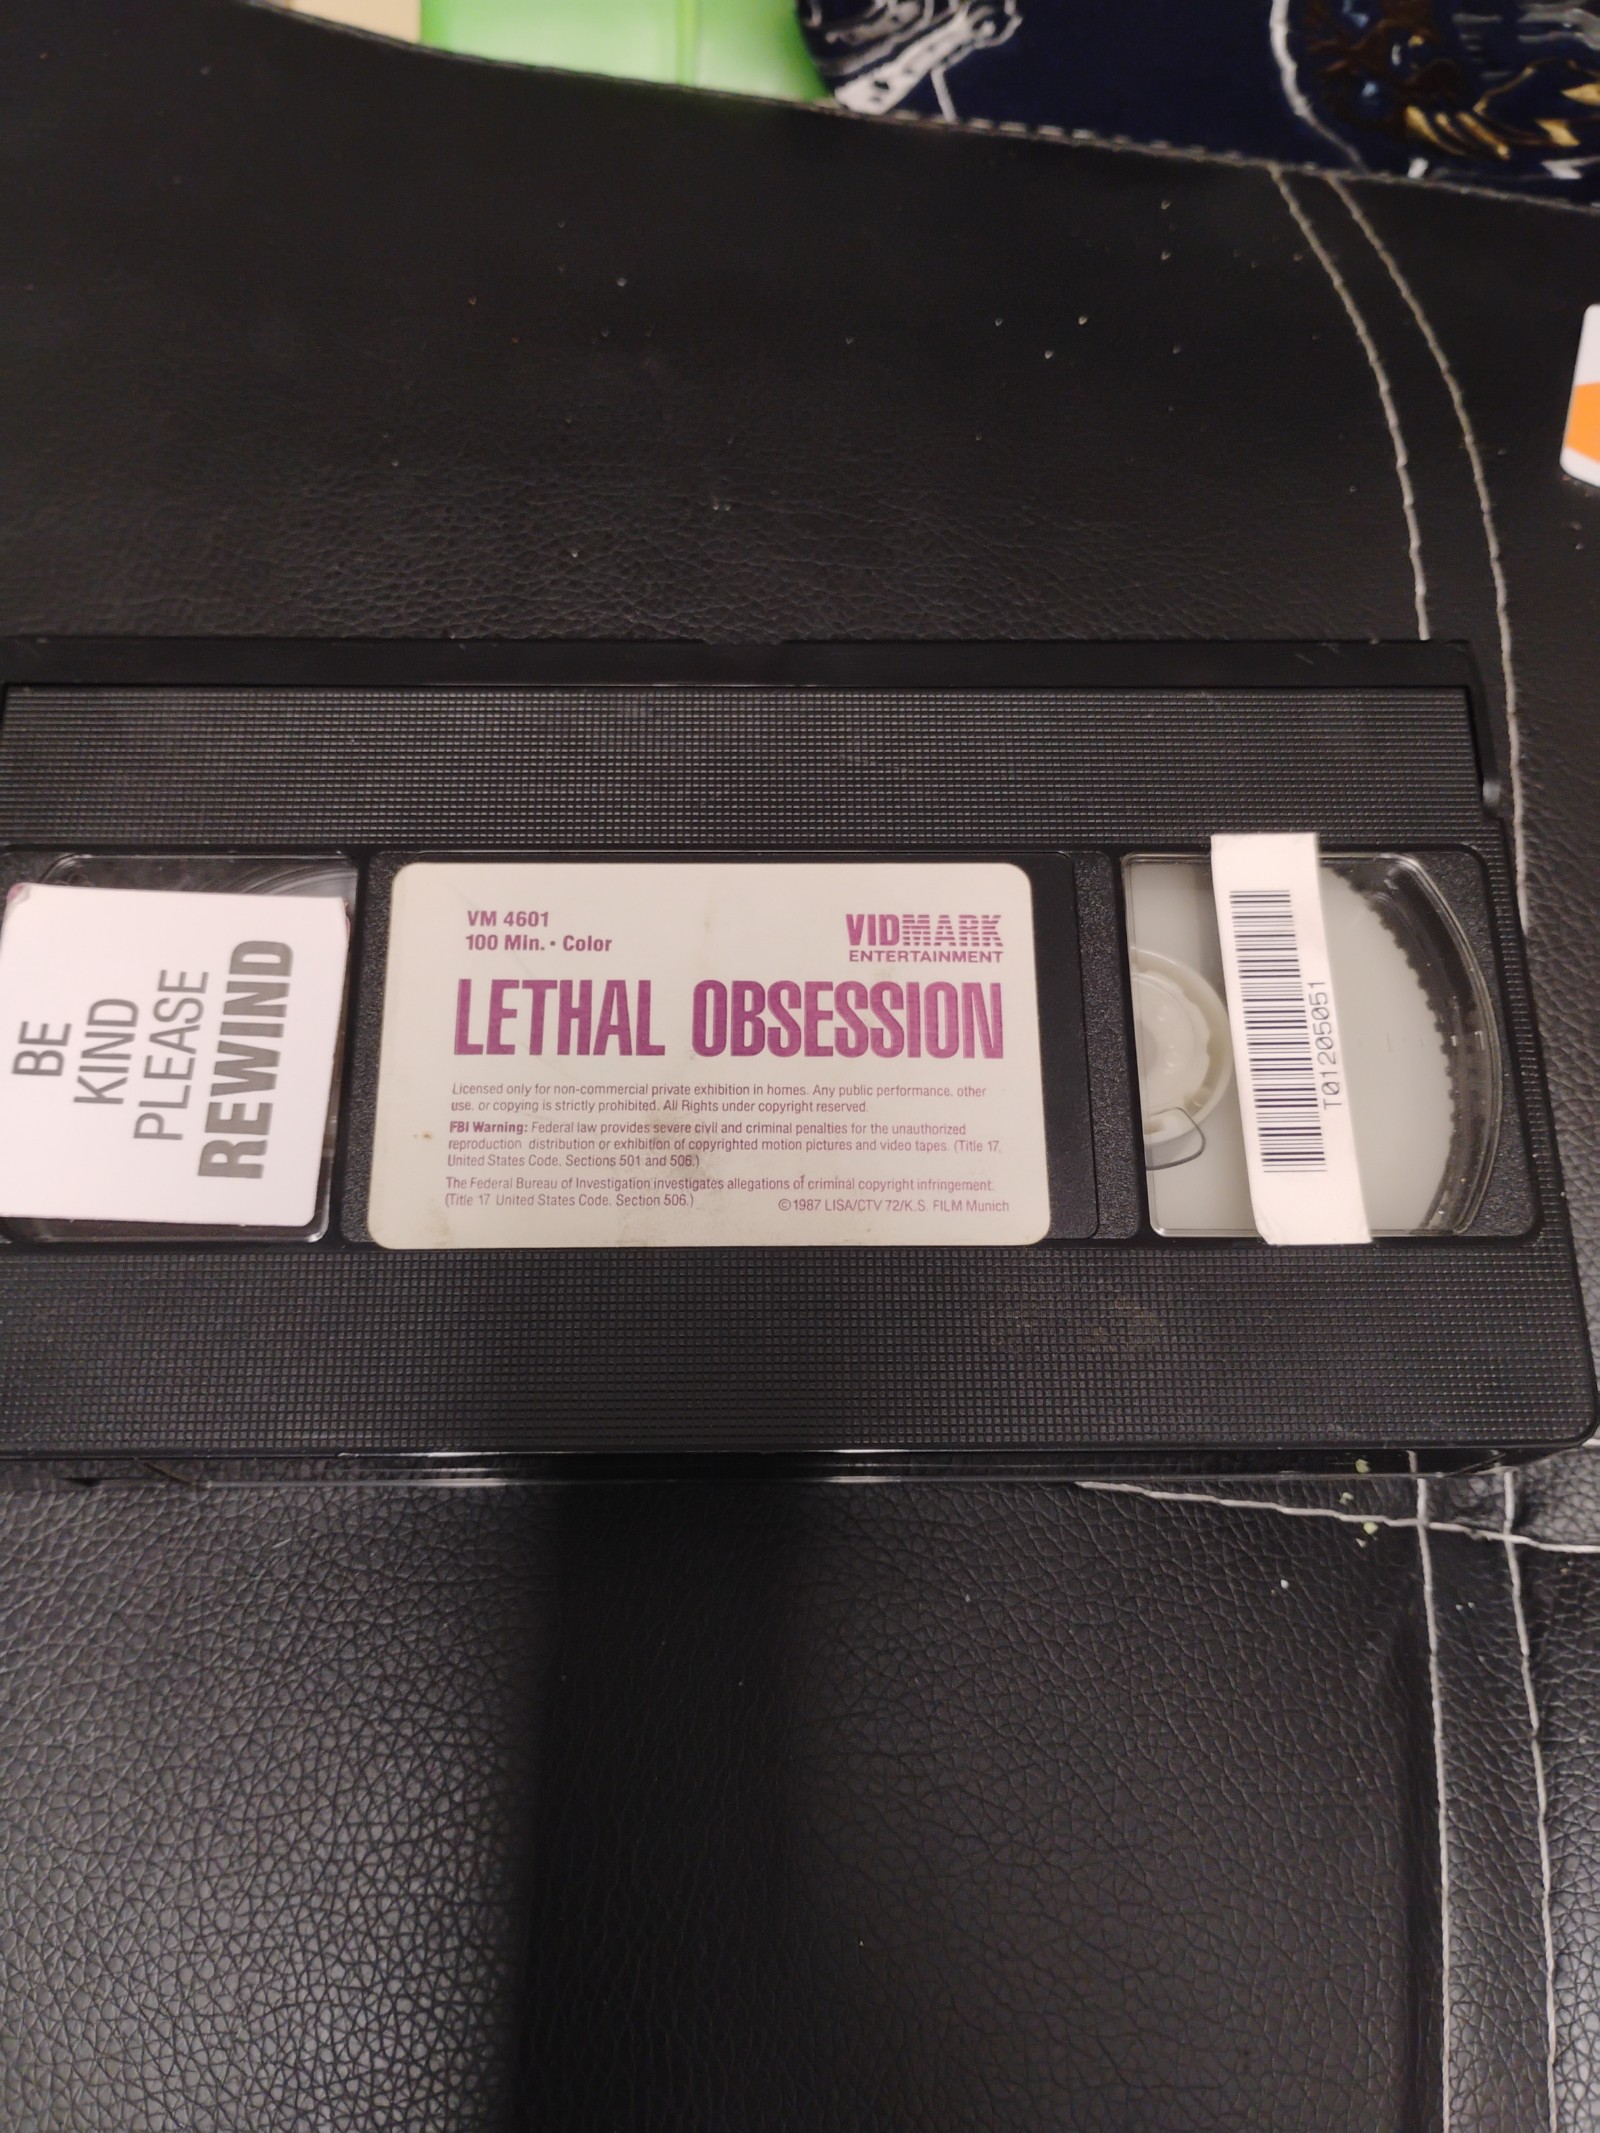 BE
KIND
PLEASE
REWIND
VM 4601
100 Min. • Color
VIDMARK
ENTERTAINMENT
LETHAL OBSESSION
Licensed only for non-commercial private exhibition in homes. Any public performance, other
use, or copying is strictly prohibited. All Rights under copyright reserved.
FBI Warning: Federal law provides severe civil and criminal penalties for the unauthorized
reproduction distribution or exhibition of copyrighted motion pictures and video tapes. (Title 17,
United States Code, Sections 501 and 506.)
The Federal Bureau of Investigation investigates allegations of criminal copyright infringement.
(Title 17 United States Code, Section 506.)
©1987 LISA/CTV 72/K.S. FILM Munich
T01205051